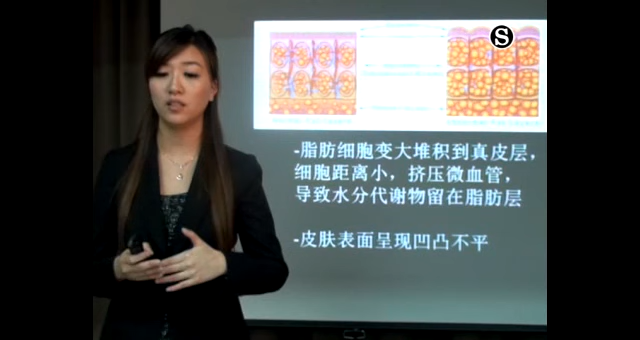 S
-脂肪细胞变大堆积到真皮层，
细胞距离小，挤压微血管，
导致水分代谢物留在脂肪层
-皮肤表面呈现凹凸不平